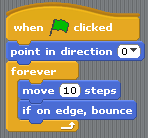 when clicked
point in direction 0
forever
move 10 steps
if on edge, bounce